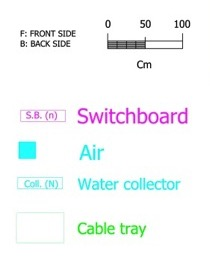 F: FRONT SIDE
B: BACK SIDE
0 50 100
Cm
S.B. (n) Switchboard
Air
Coll. (N) Water collector
Cable tray